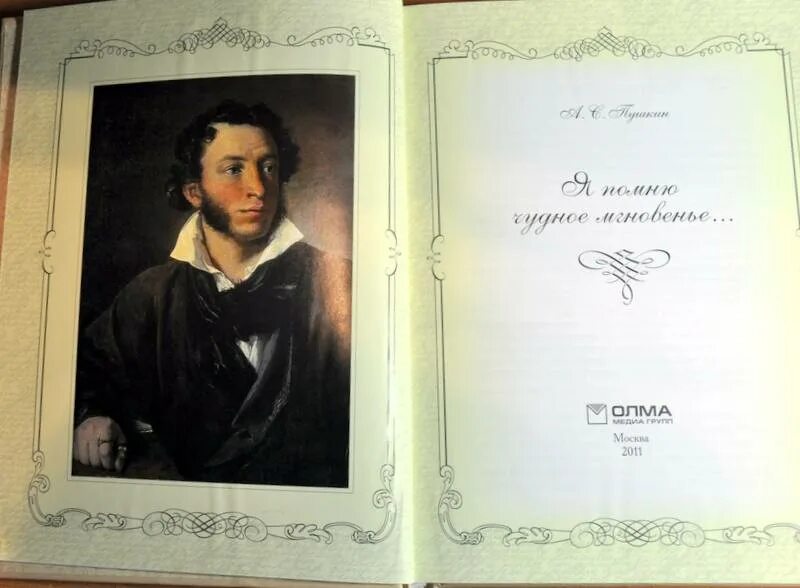 А. С. Пушкин
Я помню
чудное мгновенье...
ОЛМА
МЕДИА ГРУПП
Москва
2011